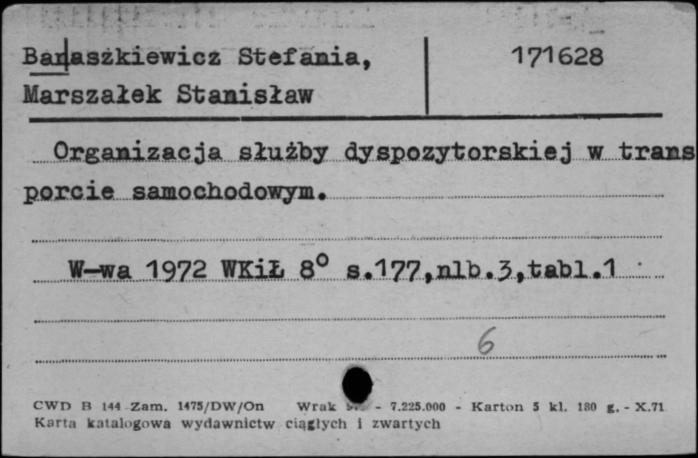 Stefania, 171628
Marszałek Stanisław
Organizacja służby dyspozytorskiej w trans
porcie samochodowym.
W-wa 1972 WKiŁ 8° s.177,nlb.3,tabl.1
6
CWD B 144 Zam. 1475/DW/On Wrak - 7.225.000 - Karton 5 kl. 180 g. - X.71
Karta katalogowa wydawnictw ciągłych i zwartych